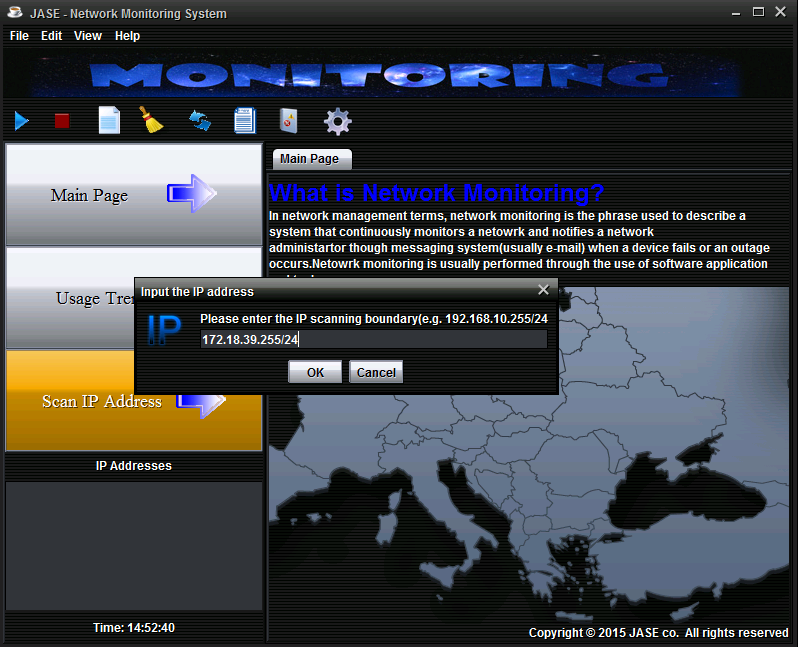 JASE - Network Monitoring System
File Edit View Help
MONITORING
Main Page
Main Page
What Is Network Monitoring?
In network management terms, network monitoring is the phrase used to describe a
system that continuously monitors a netowrk and notifies a network
administartor though messaging system(usually e-mail) when a device fails or an outage
occurs.Netowrk monitoring is usually performed through the use of software application
Usage
Input the IP address
IP
Please enter the IP scanning boundary(e.g. 192.168.10.255/24
172.18.39.255/24
OK Cancel
Scan IP Address
IP Addresses
Time: 14:52:40
Copyright © 2015 JASE co. All rights reserved